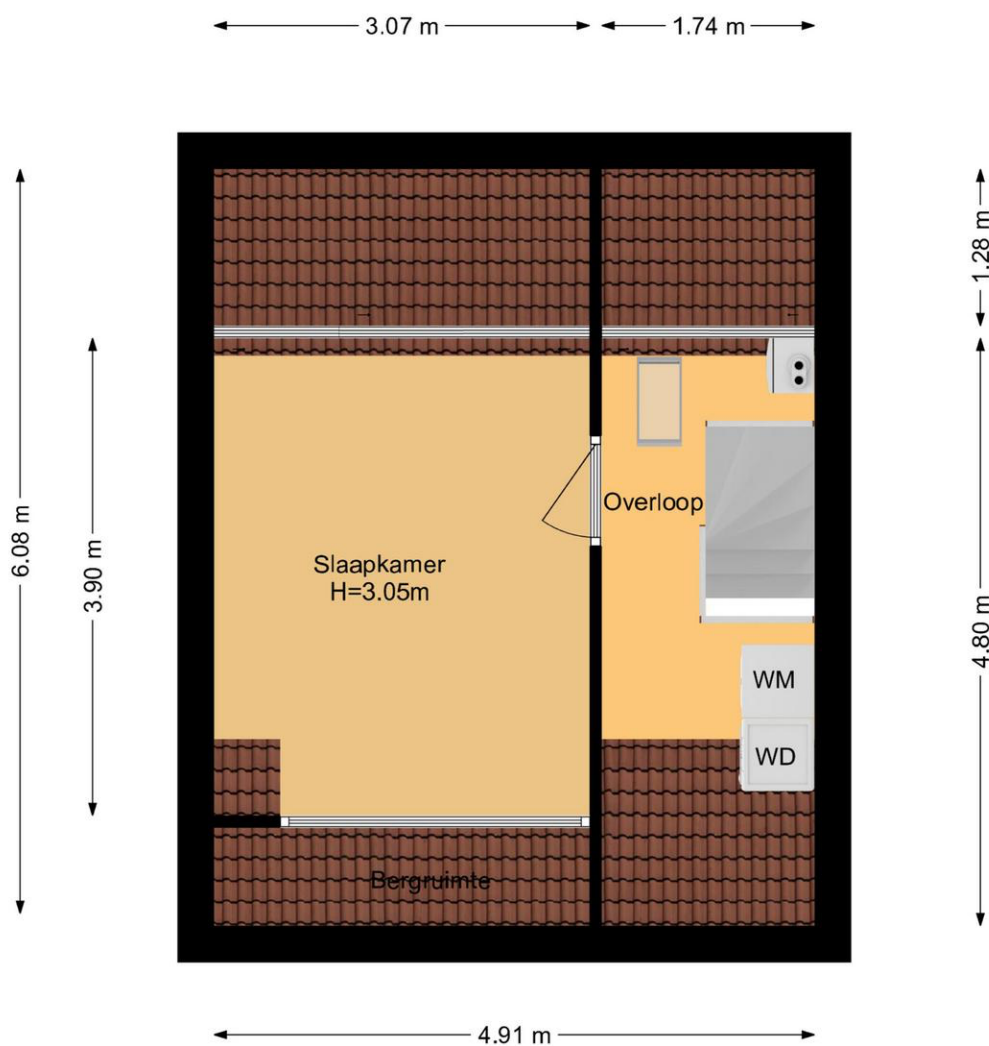 3.07 m
1.74 m
1.28 m
6.08 m
3.90 m
Overloop
Slaapkamer
H=3.05m
4.80 m
WM
WD
Bergruimte
4.91 m